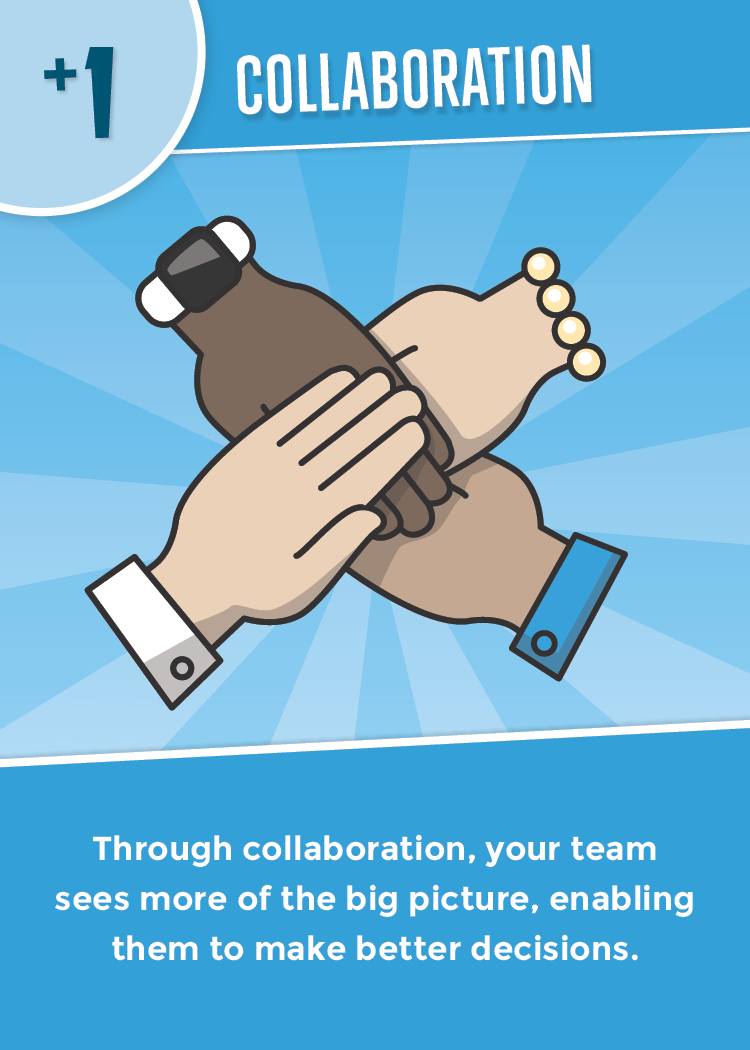 +1
COLLABORATION
Through collaboration, your team
sees more of the big picture, enabling
them to make better decisions.